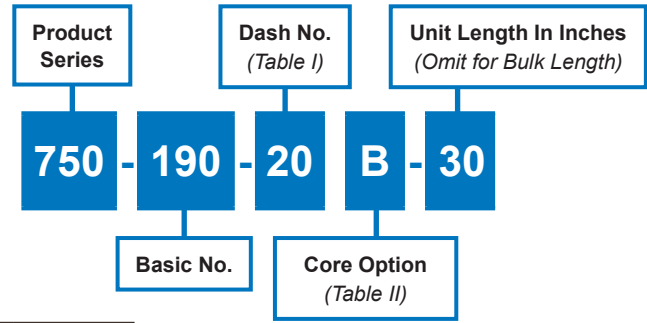 Product
Series
Dash No.
(Table I)
Unit Length In Inches
(Omit for Bulk Length)
750 - 190 - 20 B - 30
Basic No.
Core Option
(Table II)